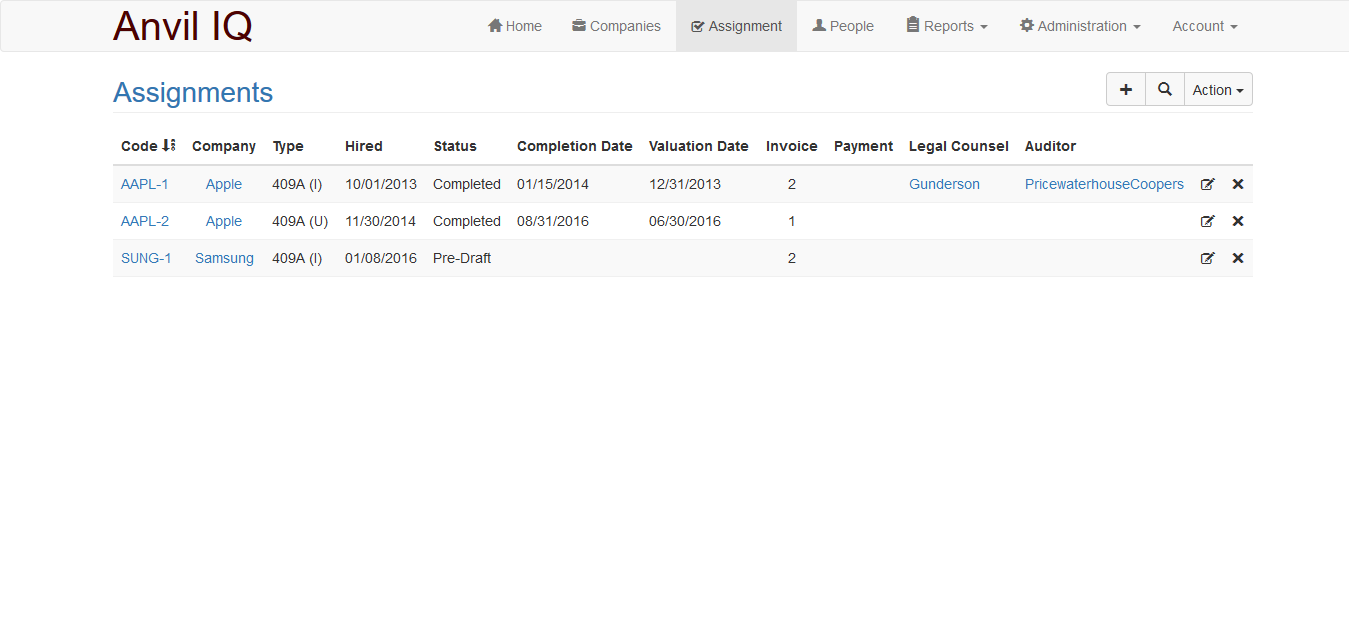 Anvil IQ Home Companies Assignment People Reports Administration Account
Assignments Action
Code Company Type Hired Status Completion Date Valuation Date Invoice Payment Legal Counsel Auditor
AAPL-1 Apple 409A (I) 10/01/2013 Completed 01/15/2014 12/31/2013 2 Gunderson PricewaterhouseCoopers
AAPL-2 Apple 409A (U) 11/30/2014 Completed 08/31/2016 06/30/2016 1
SUNG-1 Samsung 409A (I) 01/08/2016 Pre-Draft 2